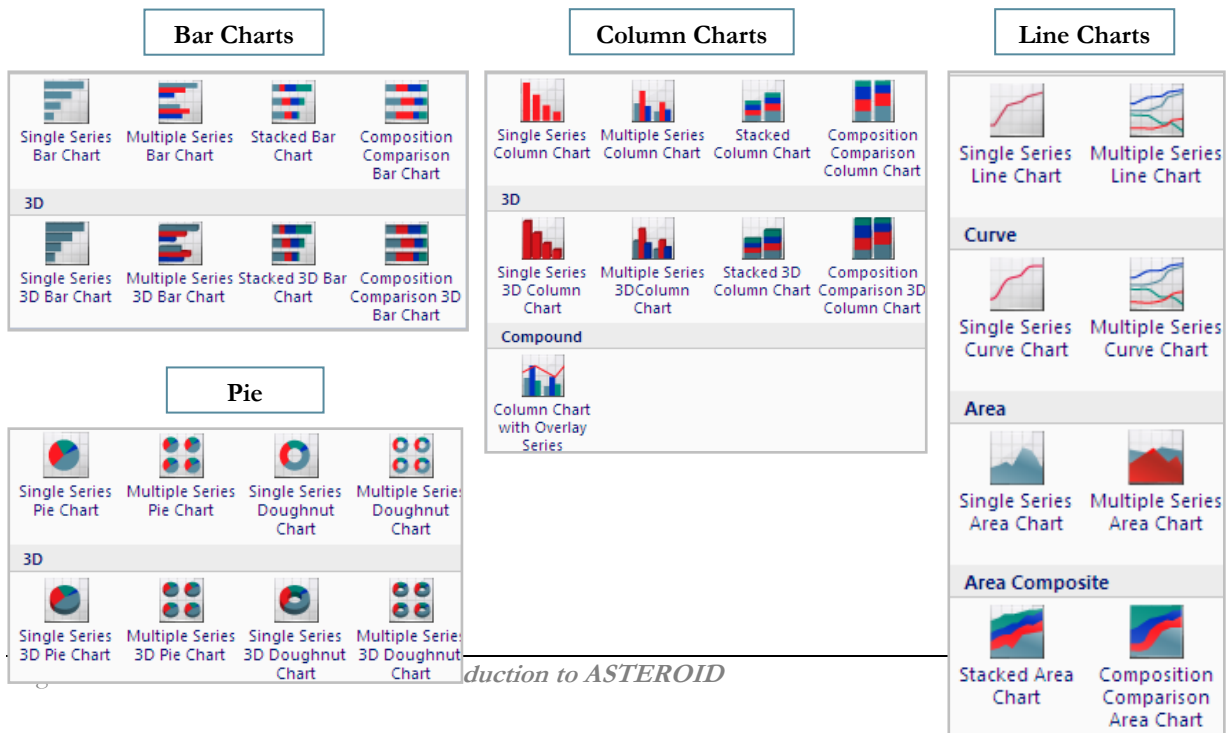 Bar Charts
Single Series
Bar Chart
Multiple Series
Bar Chart
Stacked Bar
Chart
Composition
Comparison
Bar Chart
3D
Single Series
3D Bar Chart
Multiple Series
3D Bar Chart
Stacked 3D Bar
Chart
Composition
Comparison 3D
Bar Chart
Pie
Single Series
Pie Chart
Multiple Series
Pie Chart
Single Series
Doughnut
Chart
Multiple Series
Doughnut
Chart
3D
Single Series
3D Pie Chart
Multiple Series
3D Pie Chart
Single Series
3D Doughnut
Chart
Multiple Series
3D Doughnut
Chart
Column Charts
Single Series
Column Chart
Multiple Series
Column Chart
Stacked
Column Chart
Composition
Comparison
Column Chart
3D
Single Series
3D Column
Chart
Multiple Series
3DColumn
Chart
Stacked 3D
Column Chart
Composition
Comparison 3D
Column Chart
Compound
Column Chart
with Overlay
Series
Line Charts
Single Series
Line Chart
Multiple Series
Line Chart
Curve
Single Series
Curve Chart
Multiple Series
Curve Chart
Area
Single Series
Area Chart
Multiple Series
Area Chart
Area Composite
Stacked Area
Chart
Composition
Comparison
Area Chart
duction to ASTEROID